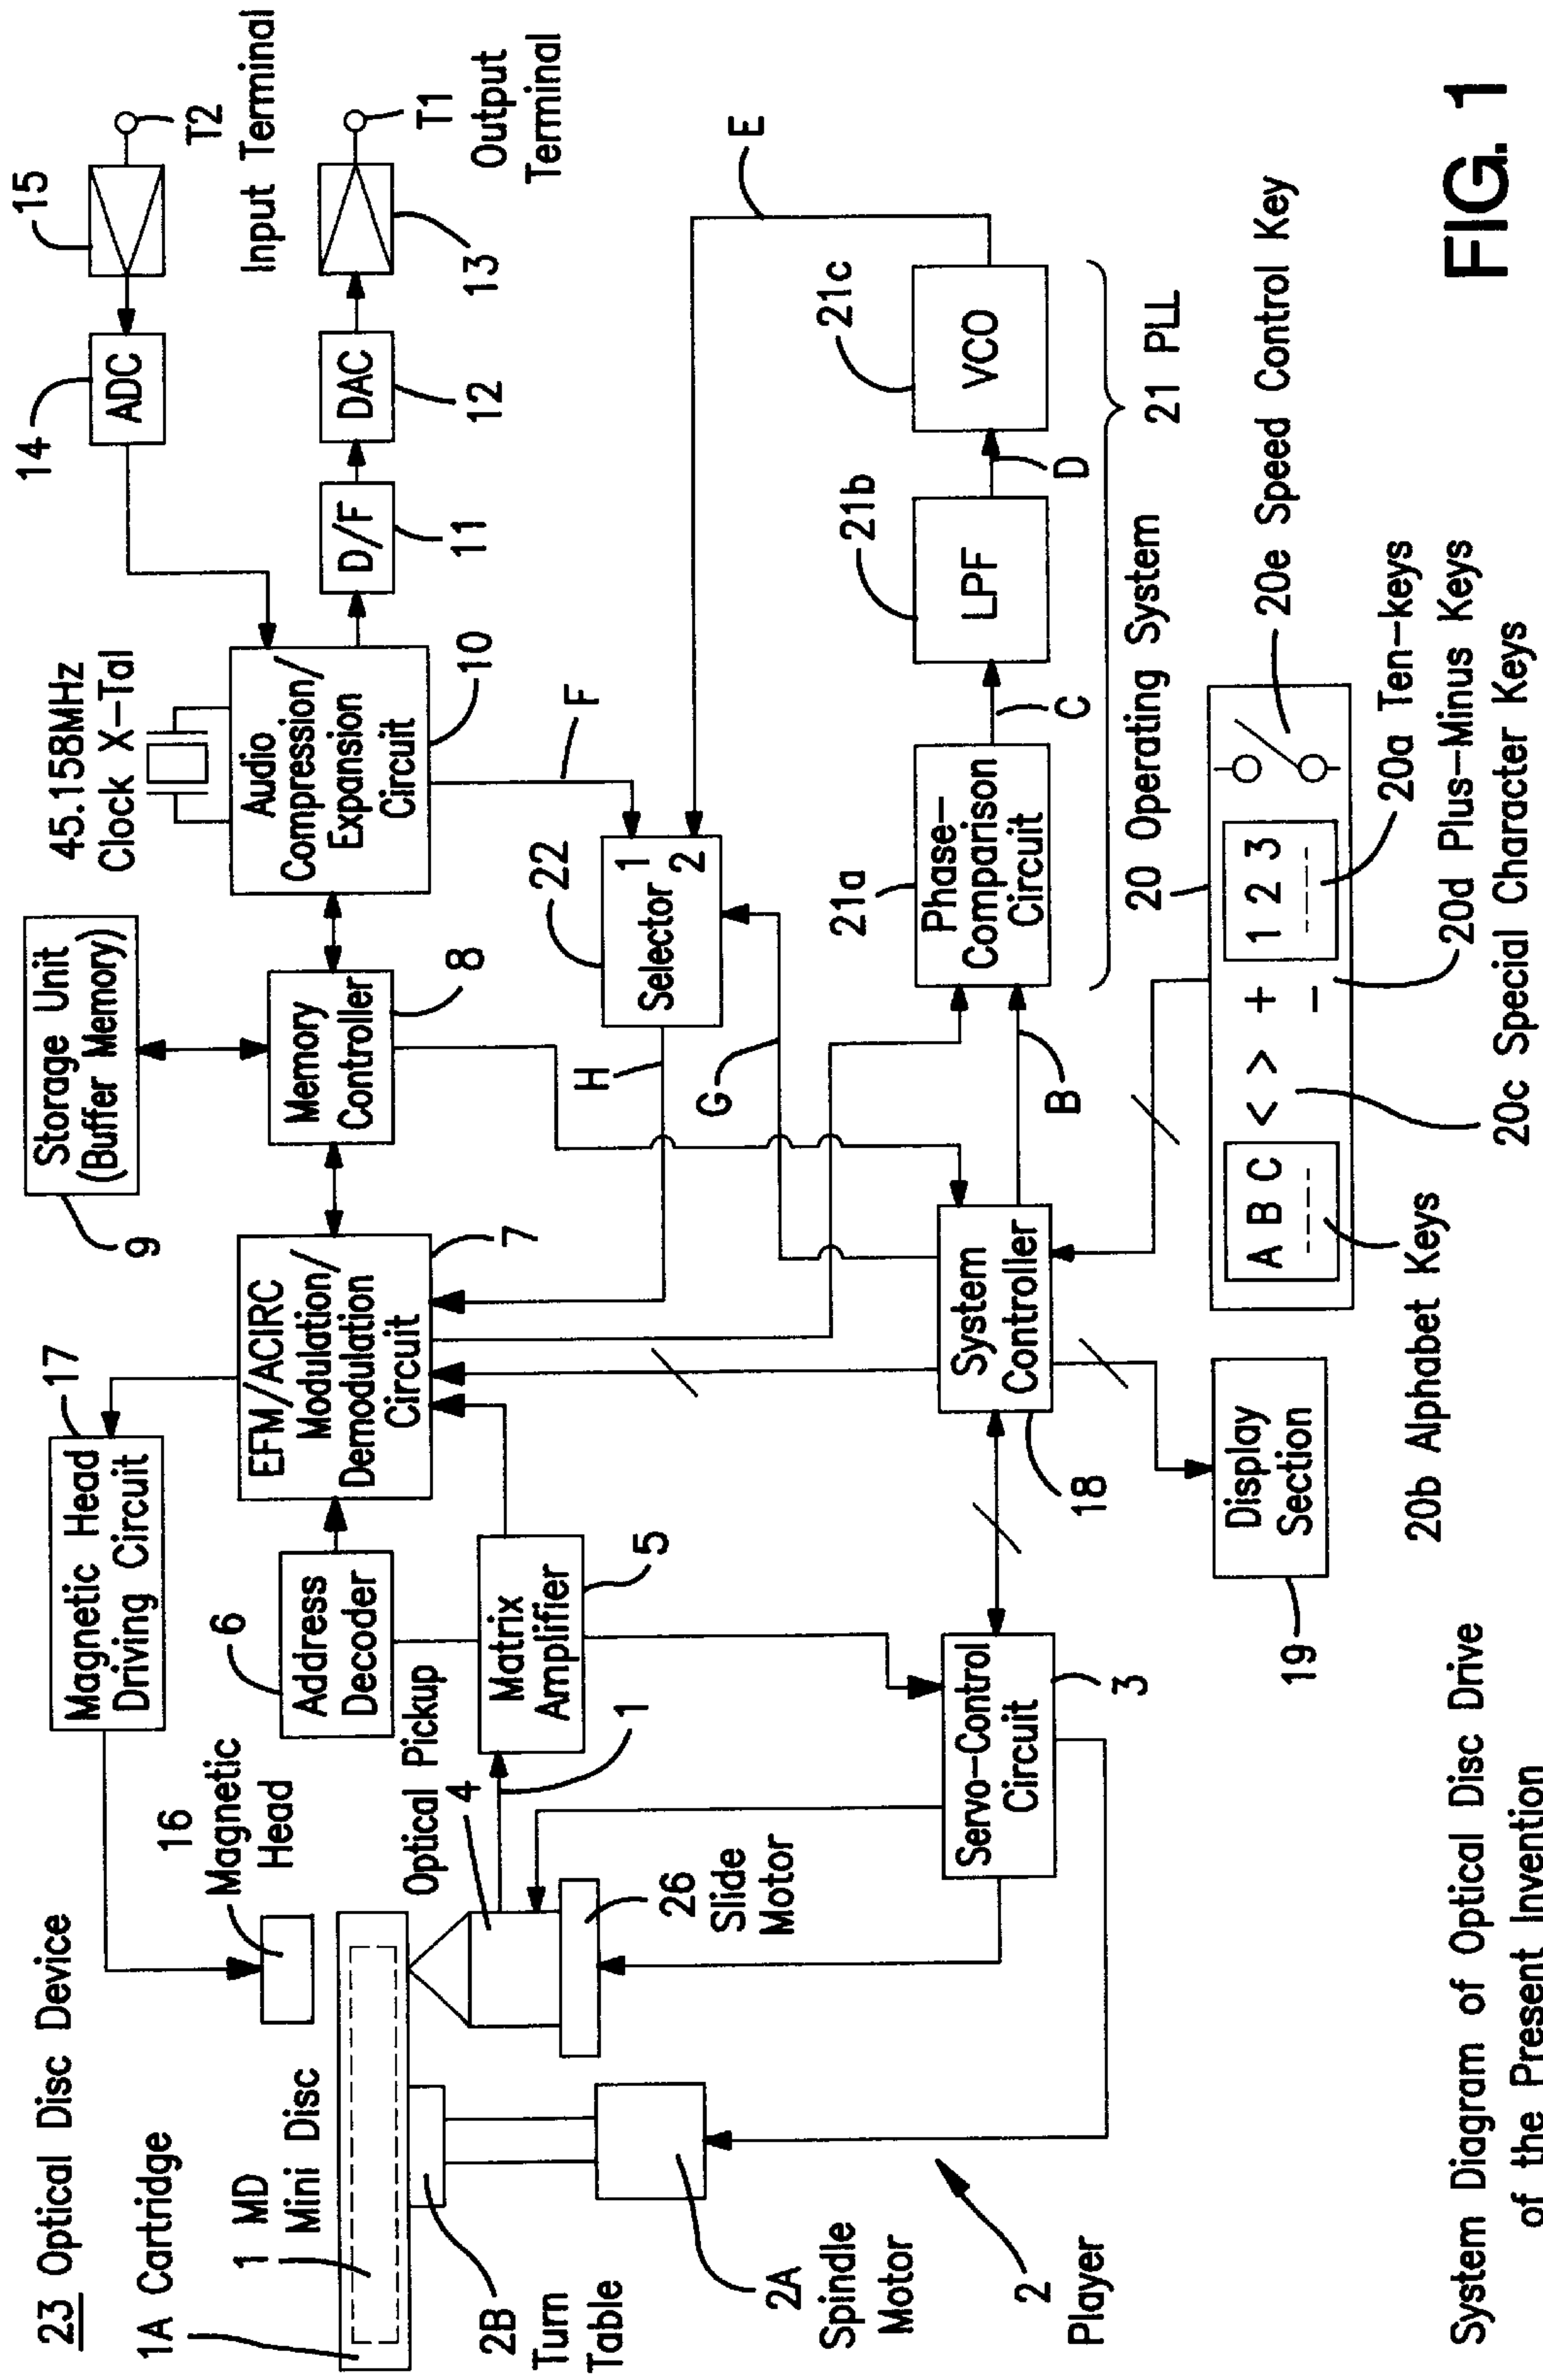 23 Optical Disc Device
1A Cartridge
1 MD
Mini Disc
2B
Turn
Table
2A
Spindle
Motor
2
Player
16
Magnetic
Head
17
Magnetic Head
Driving Circuit
Optical Pickup
4
1
26
Slide
Motor
6
Address
Decoder
Matrix
Amplifier
5
Servo-Control
Circuit
3
EFM/ACIRC
Modulation/
Demodulation
Circuit
7
9
Storage Unit
(Buffer Memory)
Memory
Controller
8
45.158MHz
Clock X-Tal
Audio
Compression/
Expansion
Circuit
10
14
ADC
15
T2
Input Terminal
D/F
11
DAC
12
13
T1
Output
Terminal
F
E
22
Selector
1
2
H
G
B
System
Controller
18
Display
Section
19
21a
Phase-
Comparison
Circuit
C
21b
LPF
D
21c
VCO
21 PLL
20 Operating System
A B C
< >
+
-
1 2 3
20e Speed Control Key
20a Ten-keys
20d Plus-Minus Keys
20c Special Character Keys
20b Alphabet Keys
System Diagram of Optical Disc Drive
of the Present Invention
FIG. 1